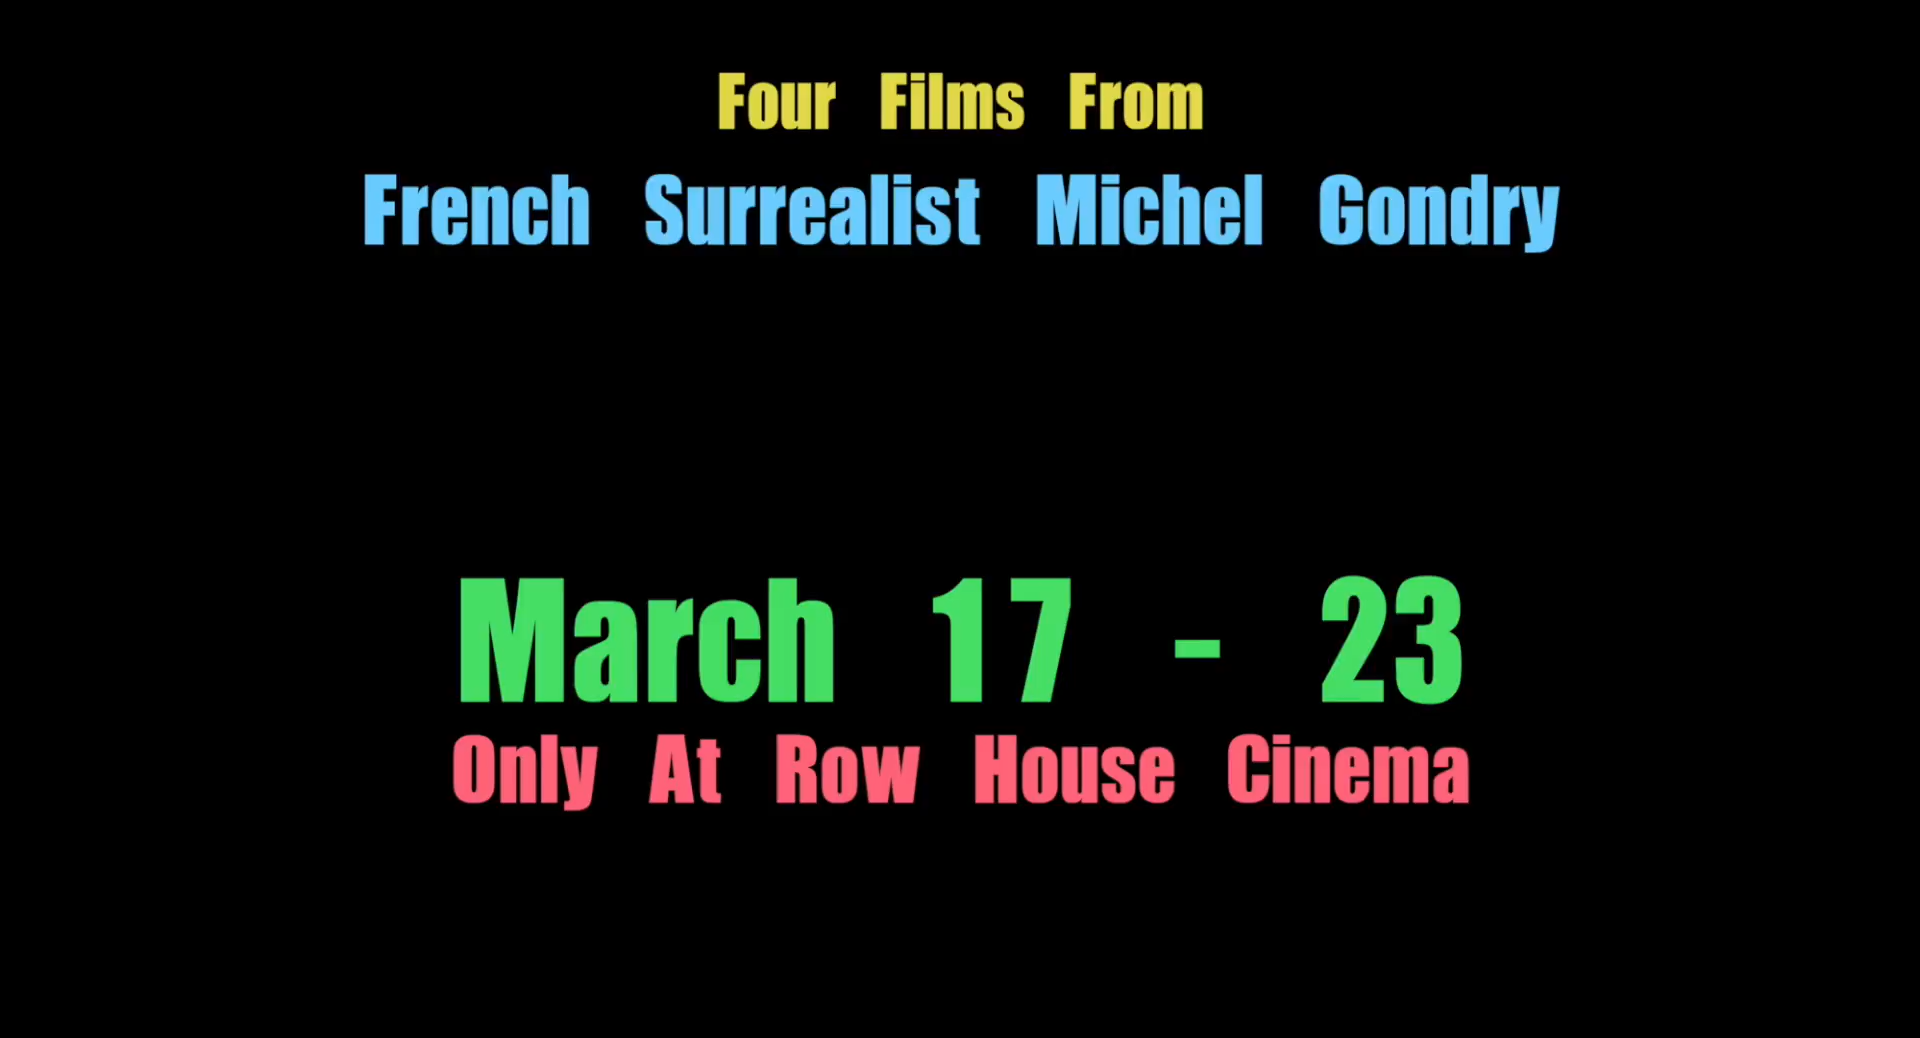 Four Films From
French Surrealist Michel Gondry
March 17 - 23
Only At Row House Cinema